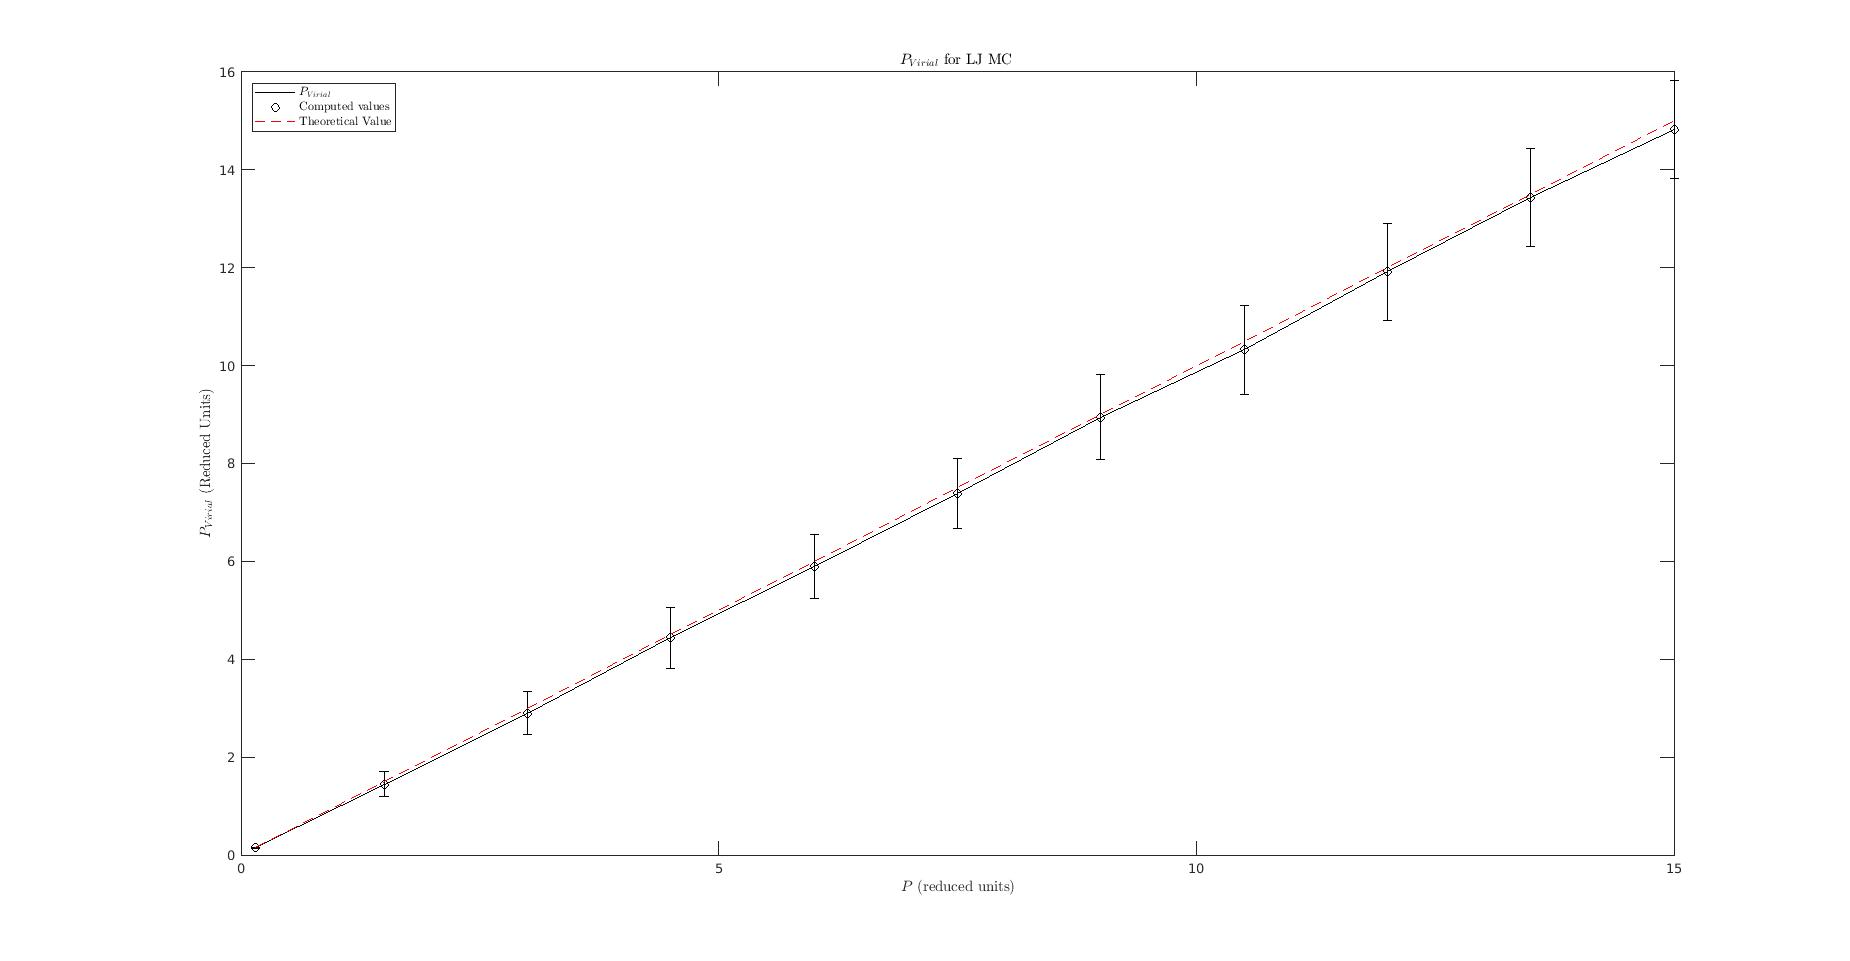 P_Virial for LJ MC
P_Virial
Computed values
Theoretical Value
16
14
12
10
8
6
4
2
0
P_Virial (Reduced Units)
0 5 10 15
P (reduced units)